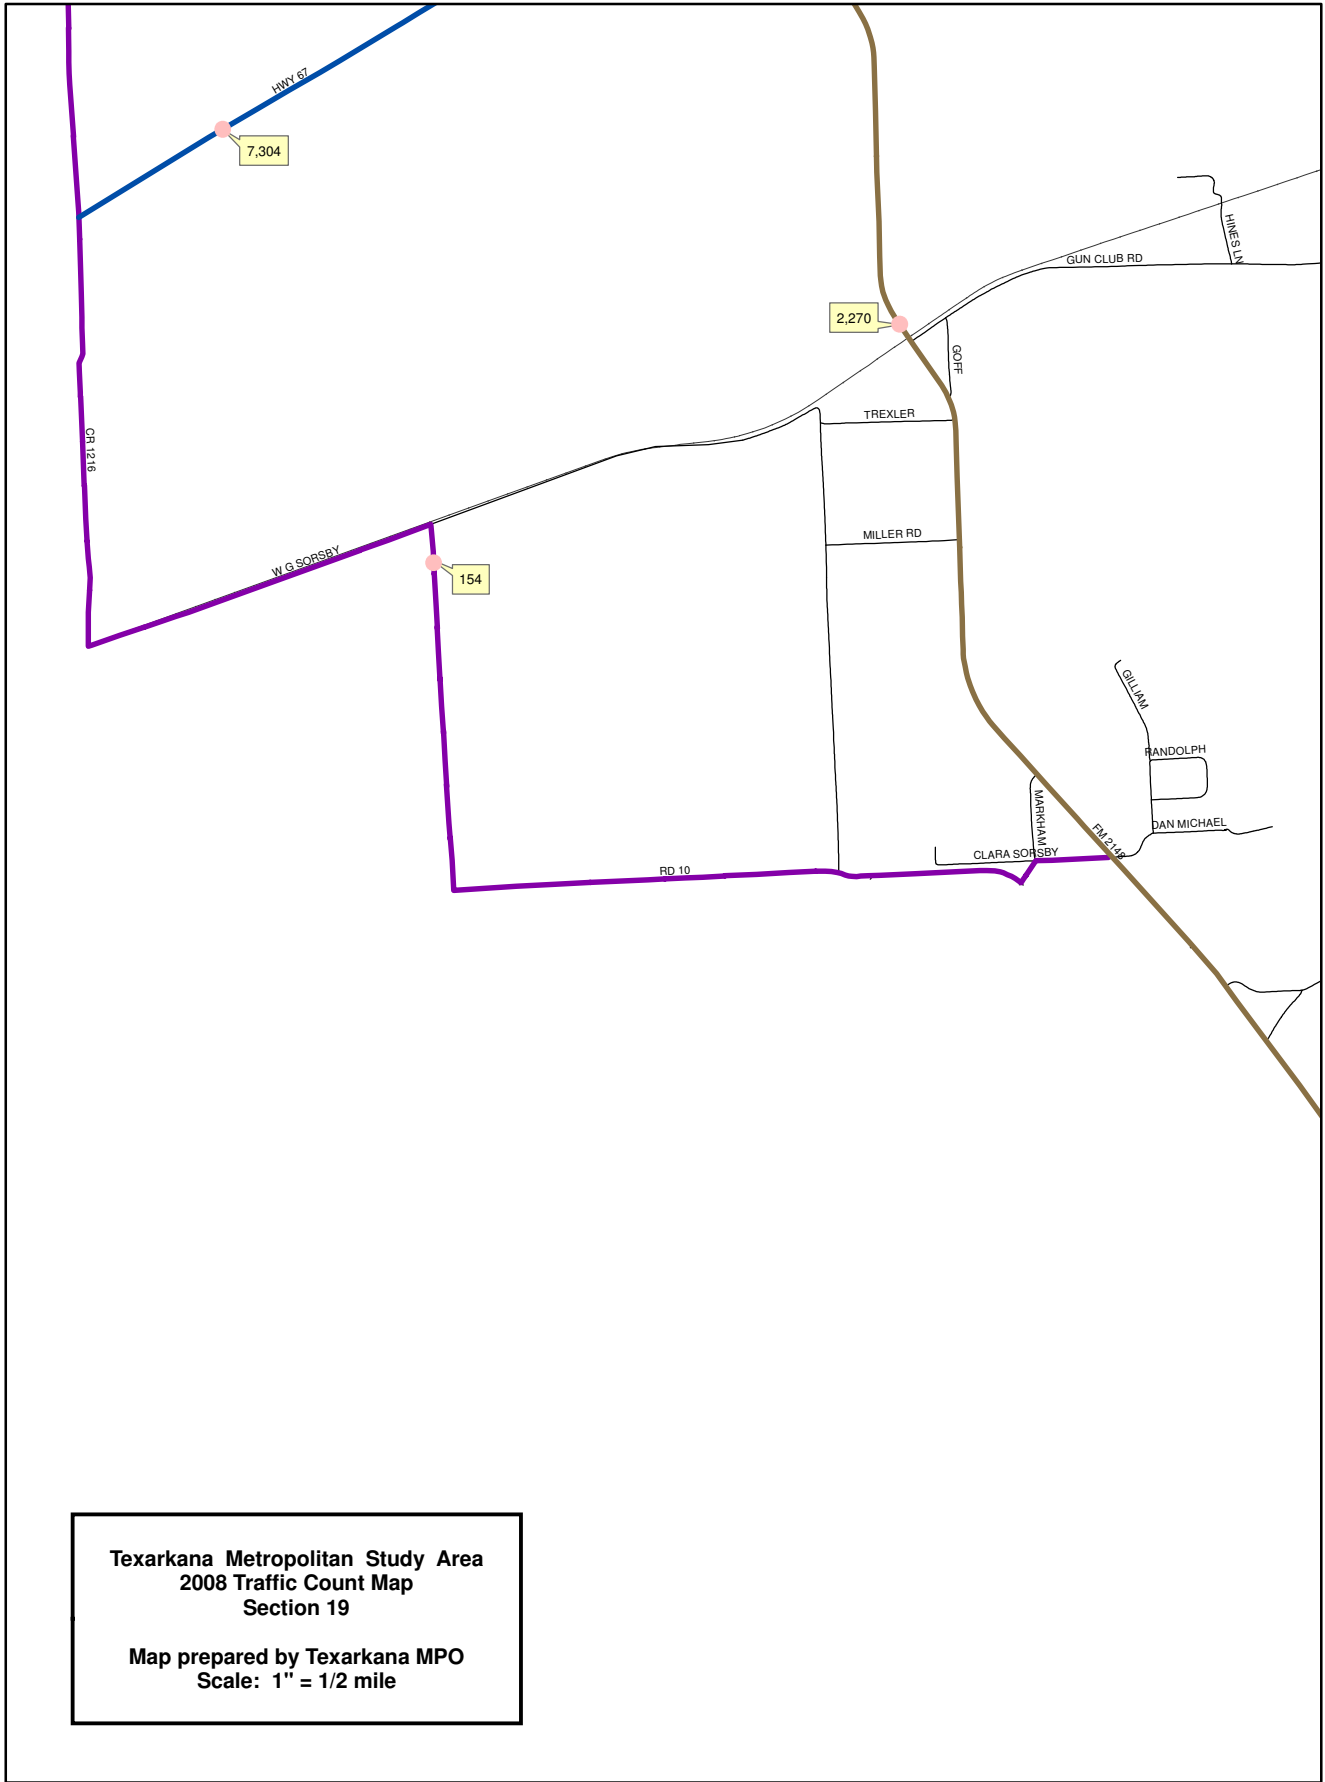 HWY 67
7,304
HINES LN
GUN CLUB RD
2,270
GOFF
TREXLER
CR 1216
MILLER RD
W G SORSBY
154
GILLIAM
RANDOLPH
MARKHAM
DAN MICHAEL
FM 2148
CLARA SORSBY
RD 10
Texarkana Metropolitan Study Area
2008 Traffic Count Map
Section 19
Map prepared by Texarkana MPO
Scale: 1" = 1/2 mile